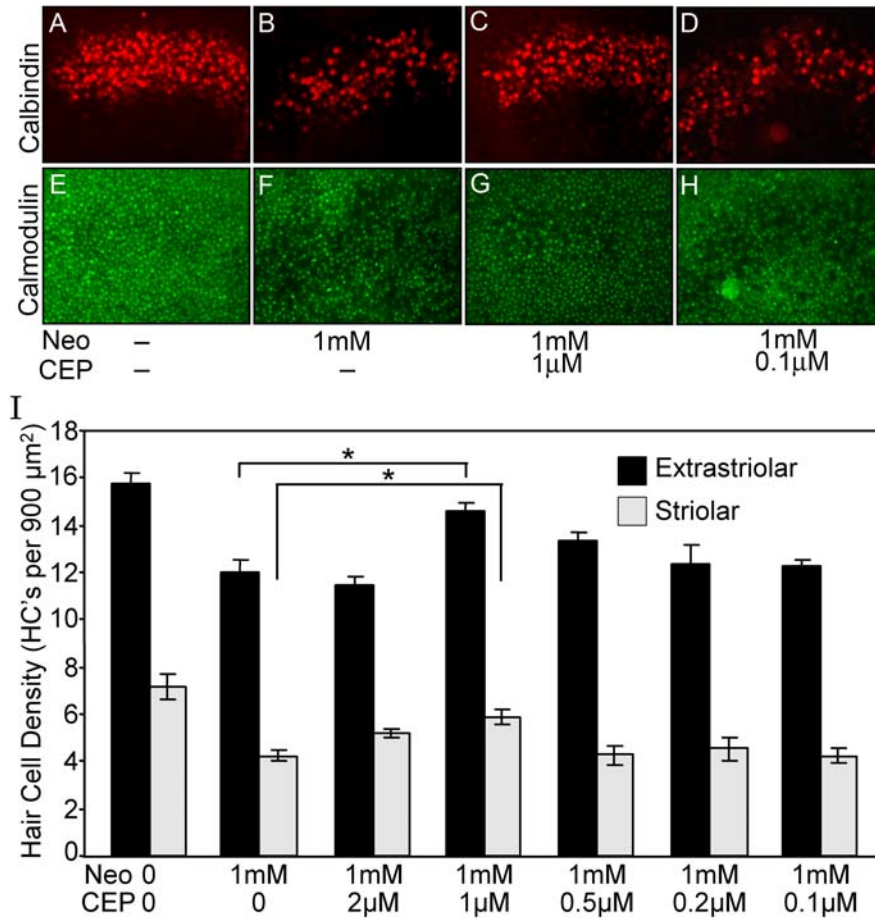 A B C D
Calbindin
E F G H
Calmodulin
Neo – 1mM 1mM 1mM
CEP – – 1μM 0.1μM
I
Hair Cell Density (HC's per 900 μm²)
18
16
14
12
10
8
6
4
2
0
* *
Extrastriolar
Striolar
Neo 0 1mM 1mM 1mM 1mM 1mM 1mM
CEP 0 0 2μM 1μM 0.5μM 0.2μM 0.1μM